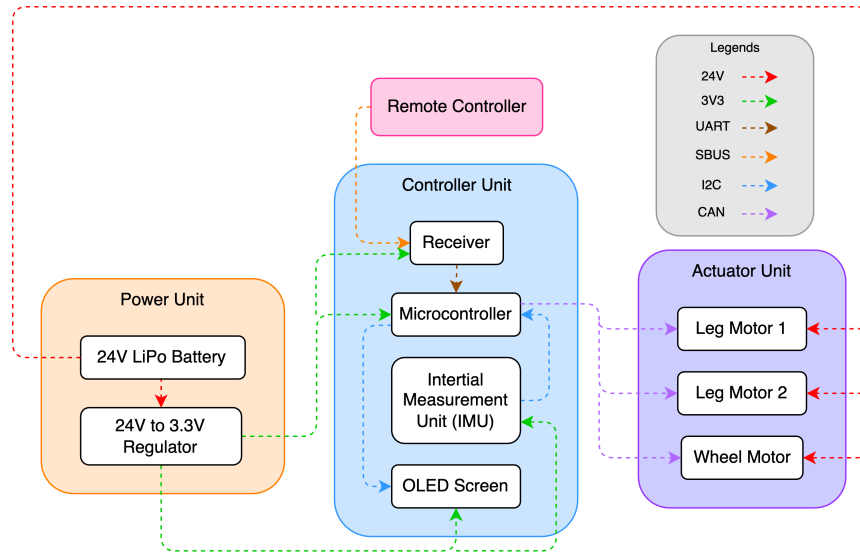 Legends
24V
3V3
UART
SBUS
I2C
CAN
Remote Controller
Controller Unit
Receiver
Microcontroller
Intertial
Measurement
Unit (IMU)
OLED Screen
Power Unit
24V LiPo Battery
24V to 3.3V
Regulator
Actuator Unit
Leg Motor 1
Leg Motor 2
Wheel Motor